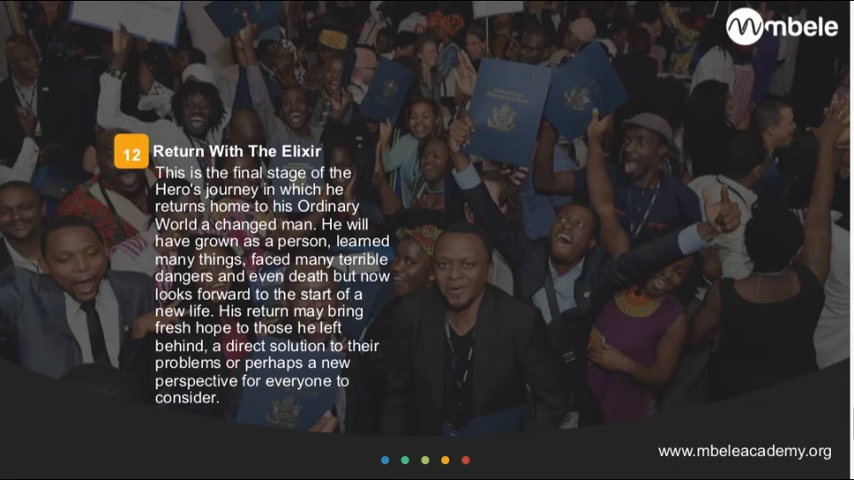 mbele
12 Return With The Elixir
This is the final stage of the
Hero's journey in which he
returns home to his Ordinary
World a changed man. He will
have grown as a person, learned
many things, faced many terrible
dangers and even death but now
looks forward to the start of a
new life. His return may bring
fresh hope to those he left
behind, a direct solution to their
problems or perhaps a new
perspective for everyone to
consider.
www.mbeleacademy.org